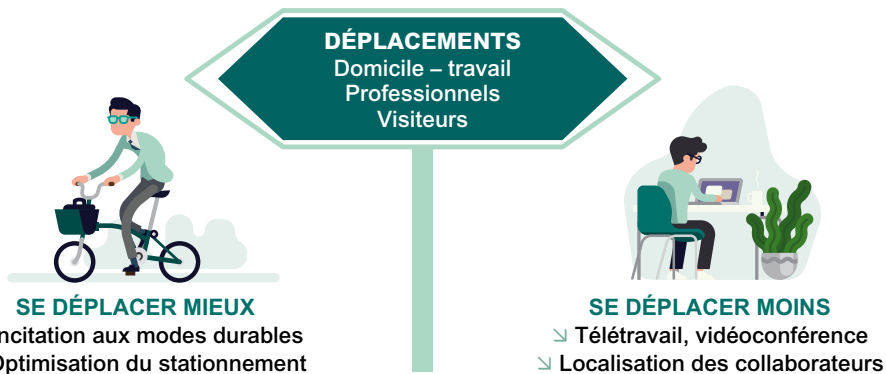 DÉPLACEMENTS
Domicile – travail
Professionnels
Visiteurs
SE DÉPLACER MIEUX
ncitation aux modes durables
Optimisation du stationnement
SE DÉPLACER MOINS
↘ Télétravail, vidéoconférence
↘ Localisation des collaborateurs